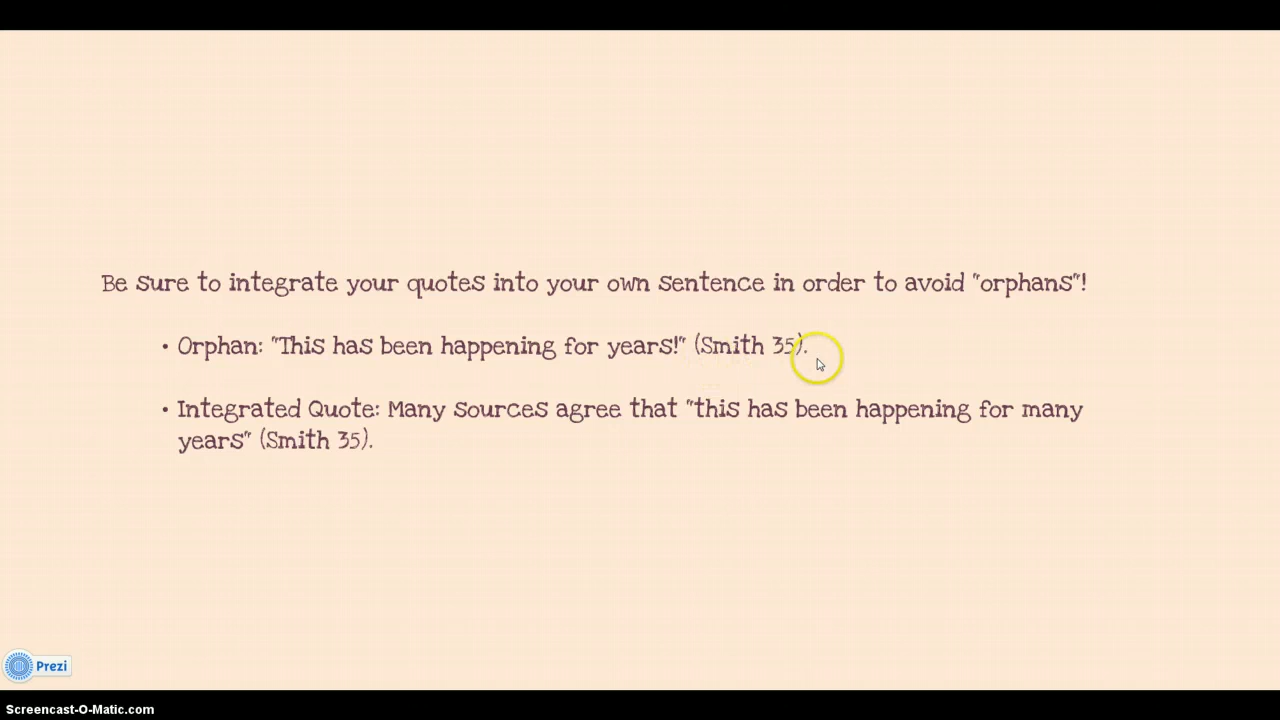 Be sure to integrate your quotes into your own sentence in order to avoid "orphans"!
• Orphan: "This has been happening for years!" (Smith 35).
• Integrated Quote: Many sources agree that "this has been happening for many
years" (Smith 35).
Prezi
Screencast-O-Matic.com